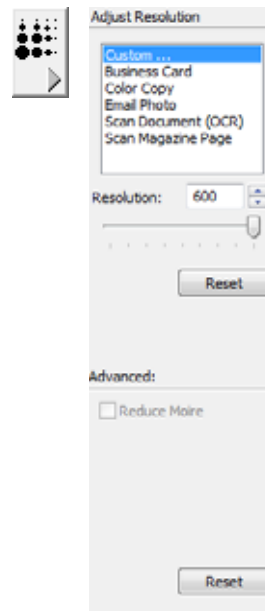 Adjust Resolution
Custom ...
Business Card
Color Copy
Email Photo
Scan Document (OCR)
Scan Magazine Page
Resolution: 600
Reset
Advanced:
Reduce Moire
Reset